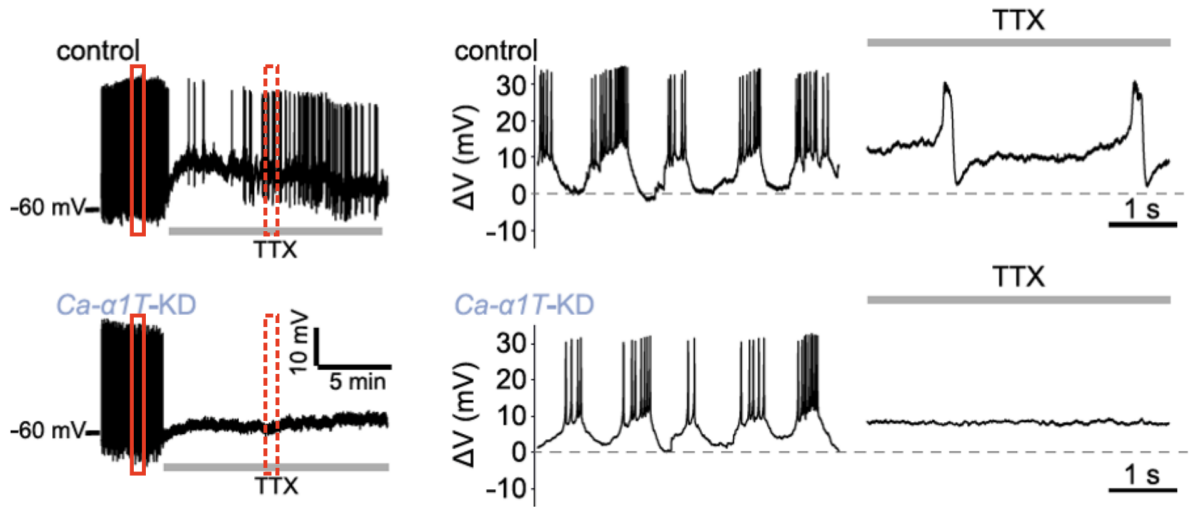 control
-60 mV
TTX
Ca-α1T-KD
10 mV
5 min
-60 mV
TTX
control
TTX
ΔV (mV)
30
20
10
0
-10
1 s
Ca-α1T-KD
TTX
ΔV (mV)
30
20
10
0
-10
1 s